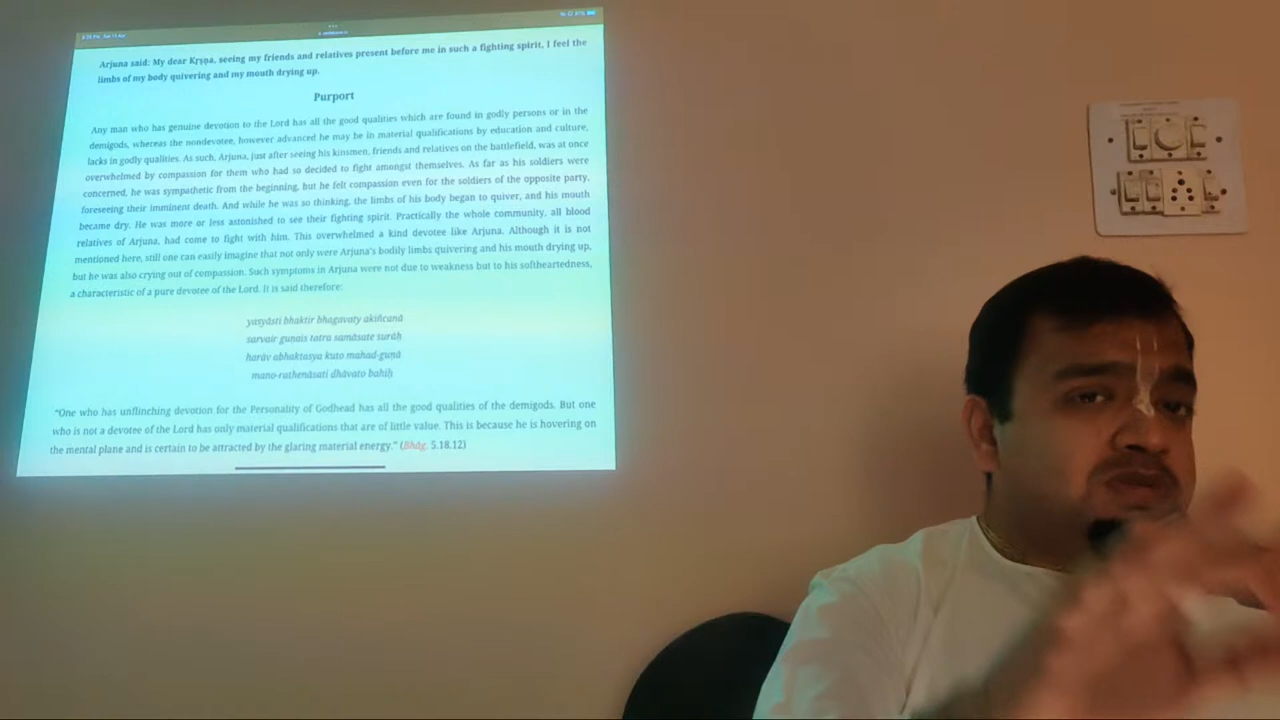 Arjuna said: My dear Kṛṣṇa, seeing my friends and relatives present before me in such a fighting spirit, I feel the
limbs of my body quivering and my mouth drying up.
Purport
Any man who has genuine devotion to the Lord has all the good qualities which are found in godly persons or in the
demigods, whereas the nondevotee, however advanced he may be in material qualifications by education and culture,
lacks in godly qualities. As such, Arjuna, just after seeing his kinsmen, friends and relatives on the battlefield, was at once
overwhelmed by compassion for them who had so decided to fight amongst themselves. As far as his soldiers were
concerned, he was sympathetic from the beginning, but he felt compassion even for the soldiers of the opposite party,
foreseeing their imminent death. And while he was so thinking, the limbs of his body began to quiver, and his mouth
became dry. He was more or less astonished to see their fighting spirit. Practically the whole community, all blood
relatives of Arjuna, had come to fight with him. This overwhelmed a kind devotee like Arjuna. Although it is not
mentioned here, still one can easily imagine that not only were Arjuna's bodily limbs quivering and his mouth drying up,
but he was also crying out of compassion. Such symptoms in Arjuna were not due to weakness but to his softheartedness,
a characteristic of a pure devotee of the Lord. It is said therefore:
yasyāsti bhaktir bhagavaty akiñcanā
sarvair guṇais tatra samāsate surāḥ
harāv abhaktasya kuto mahad-guṇā
mano-rathenāsati dhāvato bahiḥ
"One who has unflinching devotion for the Personality of Godhead has all the good qualities of the demigods. But one
who is not a devotee of the Lord has only material qualifications that are of little value. This is because he is hovering on
the mental plane and is certain to be attracted by the glaring material energy." (Bhāg. 5.18.12)